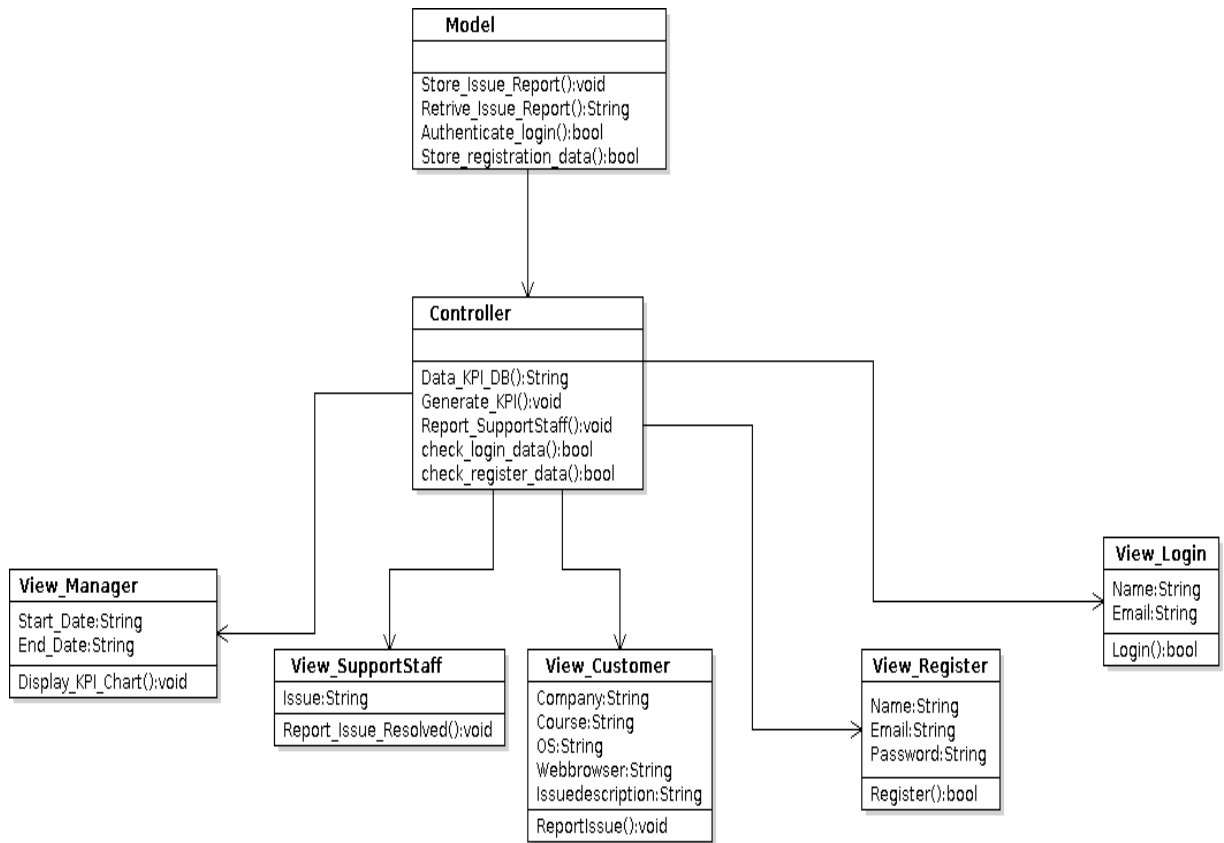 Model
Store_Issue_Report():void
Retrive_Issue_Report():String
Authenticate_login():bool
Store_registration_data():bool
Controller
Data_KPI_DB():String
Generate_KPI():void
Report_SupportStaff():void
check_login_data():bool
check_register_data():bool
View_Manager
Start_Date:String
End_Date:String
Display_KPI_Chart():void
View_SupportStaff
Issue:String
Report_Issue_Resolved():void
View_Customer
Company:String
Course:String
OS:String
Webbrowser:String
Issuedescription:String
ReportIssue():void
View_Register
Name:String
Email:String
Password:String
Register():bool
View_Login
Name:String
Email:String
Login():bool